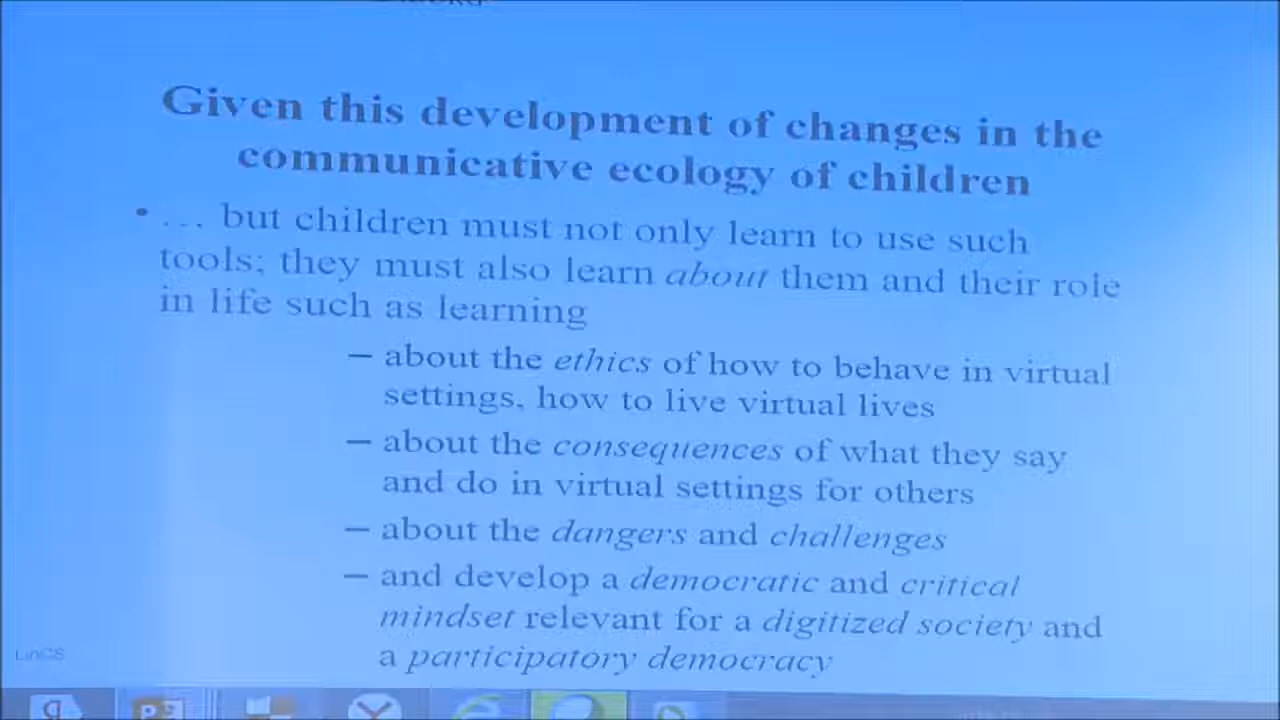 Given this development of changes in the
communicative ecology of children
• … but children must not only learn to use such
tools; they must also learn about them and their role
in life such as learning
– about the ethics of how to behave in virtual
settings, how to live virtual lives
– about the consequences of what they say
and do in virtual settings for others
– about the dangers and challenges
– and develop a democratic and critical
mindset relevant for a digitized society and
a participatory democracy
LinCS